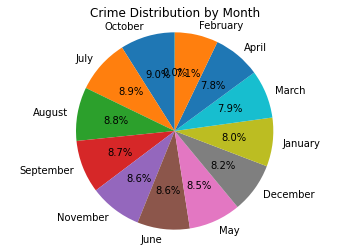 Crime Distribution by Month
October
9.0%
July
8.9%
August
8.8%
September
8.7%
November
8.6%
June
8.6%
May
8.5%
December
8.2%
January
8.0%
March
7.9%
April
7.8%
February
7.1%
0.0%